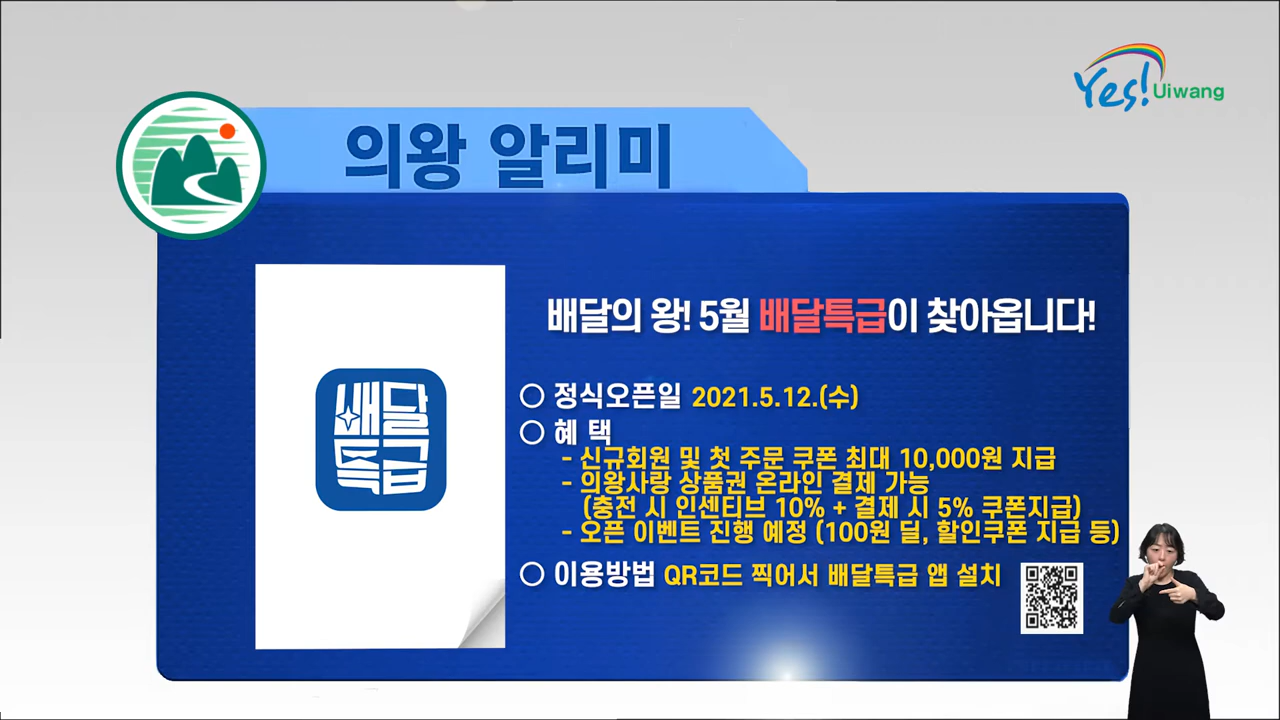 Yes! Uiwang
의왕 알리미
배달의 왕! 5월 배달특급이 찾아옵니다!
배달
특급
○ 정식오픈일 2021.5.12.(수)
○ 혜 택
- 신규회원 및 첫 주문 쿠폰 최대 10,000원 지급
- 의왕사랑 상품권 온라인 결제 가능
(충전 시 인센티브 10% + 결제 시 5% 쿠폰지급)
- 오픈 이벤트 진행 예정 (100원 딜, 할인쿠폰 지급 등)
○ 이용방법 QR코드 찍어서 배달특급 앱 설치